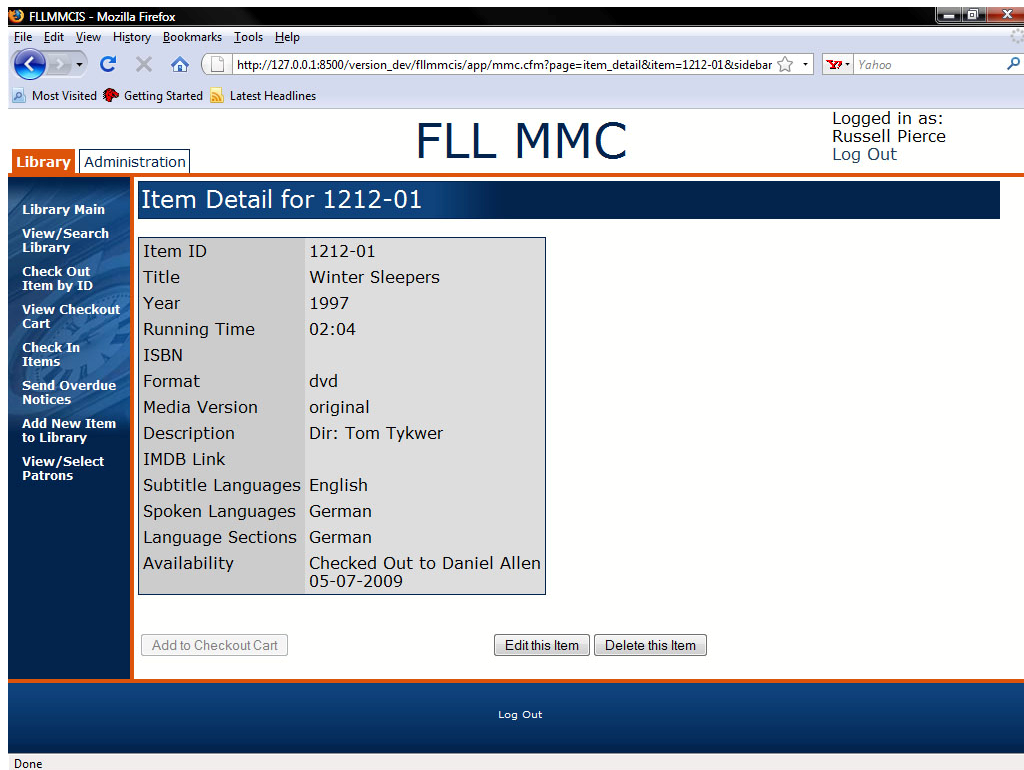 FLLMMCIS - Mozilla Firefox
File Edit View History Bookmarks Tools Help
http://127.0.0.1:8500/version_dev/fllmmcis/app/mmc.cfm?page=item_detail&item=1212-01&sidebar
Yahoo
Most Visited Getting Started Latest Headlines
FLL MMC
Logged in as:
Russell Pierce
Log Out
Library Administration
Library Main
View/Search
Library
Check Out
Item by ID
View Checkout
Cart
Check In
Items
Send Overdue
Notices
Add New Item
to Library
View/Select
Patrons
Item Detail for 1212-01
Item ID 1212-01
Title Winter Sleepers
Year 1997
Running Time 02:04
ISBN
Format dvd
Media Version original
Description Dir: Tom Tykwer
IMDB Link
Subtitle Languages English
Spoken Languages German
Language Sections German
Availability Checked Out to Daniel Allen
05-07-2009
Add to Checkout Cart Edit this Item Delete this Item
Log Out
Done